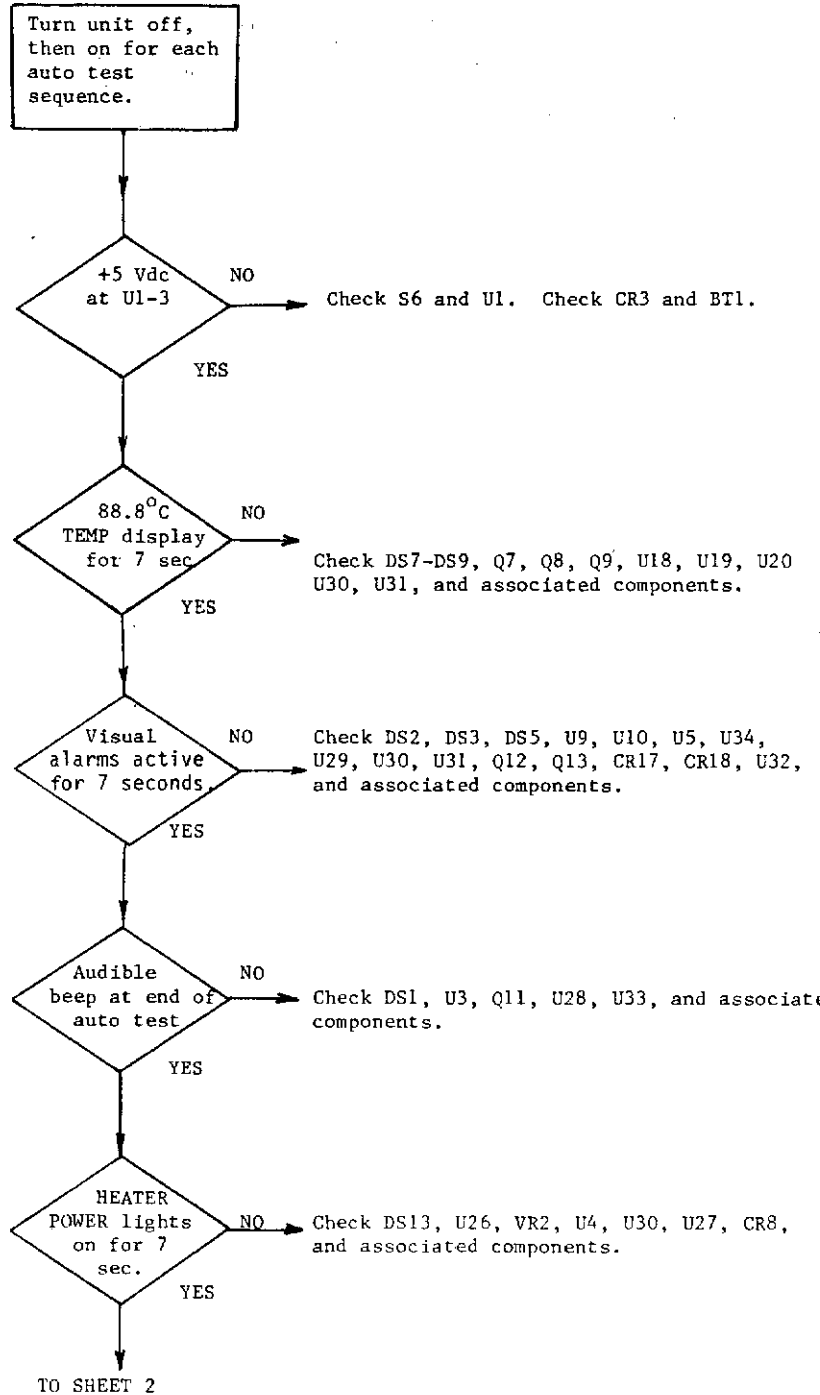 Turn unit off,
then on for each
auto test
sequence.
+5 Vdc
at U1-3
NO
Check S6 and U1. Check CR3 and BT1.
YES
88.8°C
TEMP display
for 7 sec
NO
Check DS7-DS9, Q7, Q8, Q9, U18, U19, U20
U30, U31, and associated components.
YES
Visual
alarms active
for 7 seconds.
NO
Check DS2, DS3, DS5, U9, U10, U5, U34,
U29, U30, U31, Q12, Q13, CR17, CR18, U32,
and associated components.
YES
Audible
beep at end of
auto test
NO
Check DS1, U3, Q11, U28, U33, and associate
components.
YES
HEATER
POWER lights
on for 7
sec.
NO
Check DS13, U26, VR2, U4, U30, U27, CR8,
and associated components.
YES
TO SHEET 2